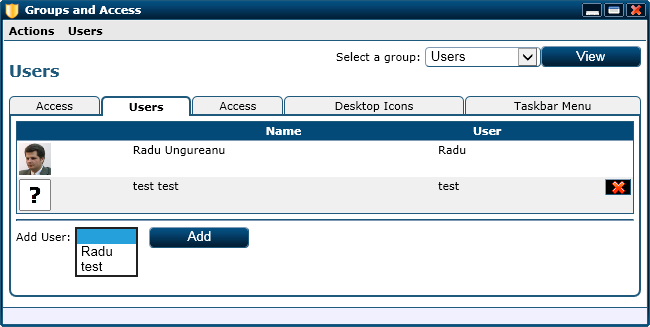 Groups and Access
Actions Users
Select a group: Users View
Users
Access Users Access Desktop Icons Taskbar Menu
Name User
Radu Ungureanu Radu
? test test test
Add User: Add
Radu
test